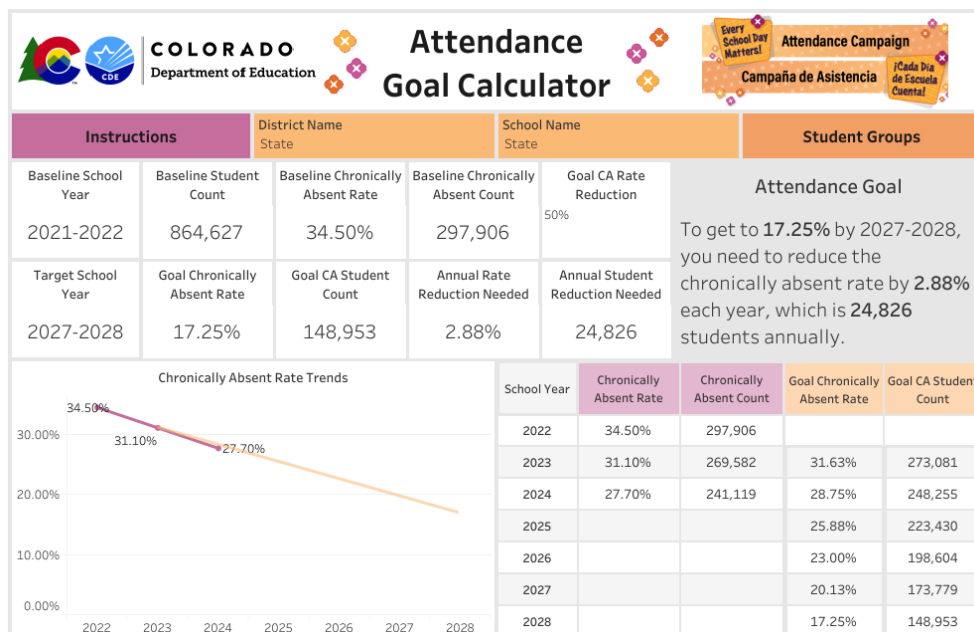 COLORADO
Department of Education
CDE
Attendance
Goal Calculator
Every
School Day
Matters!
Attendance Campaign
Campaña de Asistencia
¡Cada Día
de Escuela
Cuenta!
Instructions
District Name
State
School Name
State
Student Groups
Baseline School
Year
2021-2022
Baseline Student
Count
864,627
Baseline Chronically
Absent Rate
34.50%
Baseline Chronically
Absent Count
297,906
Goal CA Rate
Reduction
50%
Target School
Year
2027-2028
Goal Chronically
Absent Rate
17.25%
Goal CA Student
Count
148,953
Annual Rate
Reduction Needed
2.88%
Annual Student
Reduction Needed
24,826
Attendance Goal
To get to 17.25% by 2027-2028,
you need to reduce the
chronically absent rate by 2.88%
each year, which is 24,826
students annually.
Chronically Absent Rate Trends
34.50%
31.10%
27.70%
30.00%
20.00%
10.00%
0.00%
2022 2023 2024 2025 2026 2027 2028
School Year Chronically Absent Rate Chronically Absent Count Goal Chronically Absent Rate Goal CA Student Count
2022 34.50% 297,906
2023 31.10% 269,582 31.63% 273,081
2024 27.70% 241,119 28.75% 248,255
2025 25.88% 223,430
2026 23.00% 198,604
2027 20.13% 173,779
2028 17.25% 148,953